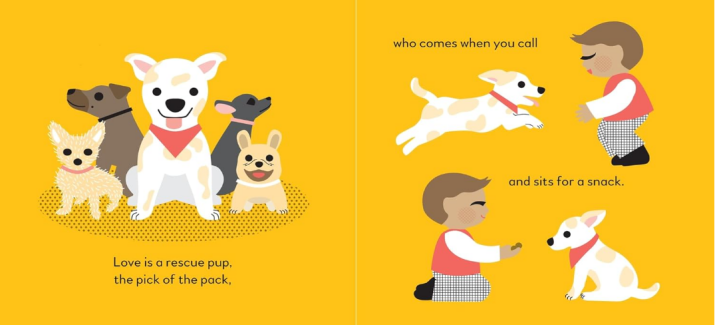 Love is a rescue pup,
the pick of the pack,
who comes when you call
and sits for a snack.